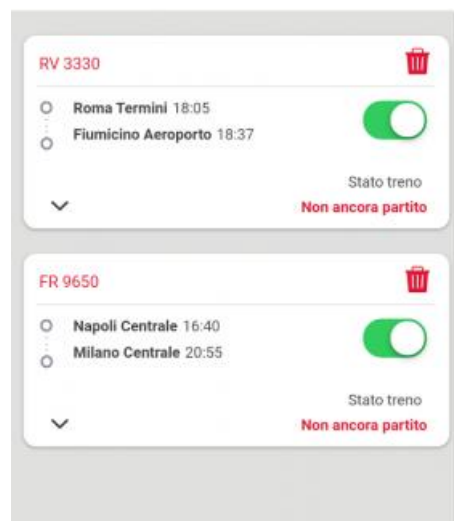 RV 3330
Roma Termini 18:05
Fiumicino Aeroporto 18:37
Stato treno
Non ancora partito
FR 9650
Napoli Centrale 16:40
Milano Centrale 20:55
Stato treno
Non ancora partito